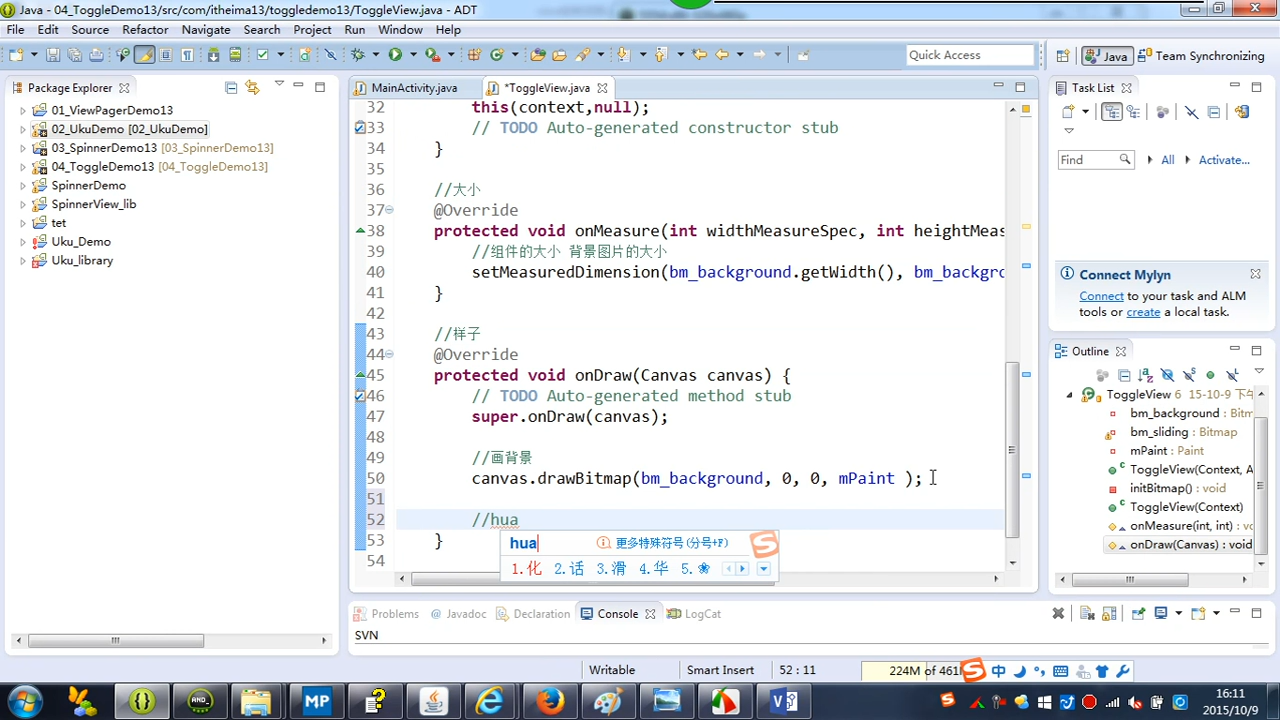 Java - 04_ToggleDemo13/src/com/itheima13/toggledemo13/ToggleView.java - ADT
File Edit Source Refactor Navigate Search Project Run Window Help
Quick Access
Java
Team Synchronizing
Package Explorer
01_ViewPagerDemo13
02_UkuDemo [02_UkuDemo]
03_SpinnerDemo13 [03_SpinnerDemo13]
04_ToggleDemo13 [04_ToggleDemo13]
SpinnerDemo
SpinnerView_lib
tet
Uku_Demo
Uku_library
MainActivity.java
*ToggleView.java
32 this(context,null);
33 // TODO Auto-generated constructor stub
34 }
35
36 //大小
37 @Override
38 protected void onMeasure(int widthMeasureSpec, int heightMeas
39 //组件的大小 背景图片的大小
40 setMeasuredDimension(bm_background.getWidth(), bm_backgro
41 }
42
43 //样子
44 @Override
45 protected void onDraw(Canvas canvas) {
46 // TODO Auto-generated method stub
47 super.onDraw(canvas);
48
49 //画背景
50 canvas.drawBitmap(bm_background, 0, 0, mPaint );
51
52 //hua
53 }
54
hua
更多特殊符号(分号+F)
1.化 2.话 3.滑 4.华 5.❀
Task List
Find
All
Activate...
Connect Mylyn
Connect to your task and ALM
tools or create a local task.
Outline
ToggleView 6 15-10-9 下午
bm_background : Bitm
bm_sliding : Bitmap
mPaint : Paint
ToggleView(Context, A
initBitmap() : void
ToggleView(Context)
onMeasure(int, int) : vo
onDraw(Canvas) : void
Problems
Javadoc
Declaration
Console
LogCat
SVN
Writable
Smart Insert
52 : 11
224M of 461M
中
MP
16:11
2015/10/9